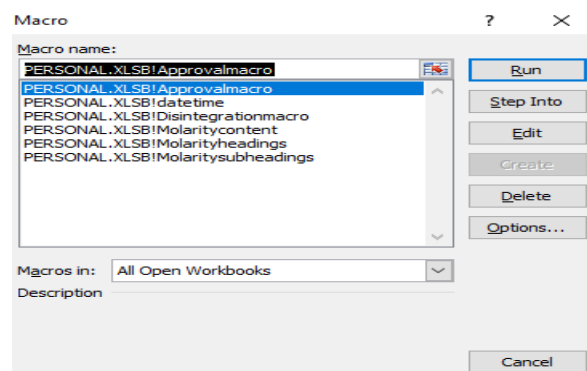 Macro ?
Macro name:
PERSONAL.XLSB!Approvalmacro
PERSONAL.XLSB!Approvalmacro
PERSONAL.XLSB!datetime
PERSONAL.XLSB!Disintegrationmacro
PERSONAL.XLSB!Molaritycontent
PERSONAL.XLSB!Molarityheadings
PERSONAL.XLSB!Molaritysubheadings
Run
Step Into
Edit
Create
Delete
Options...
Macros in: All Open Workbooks
Description
Cancel